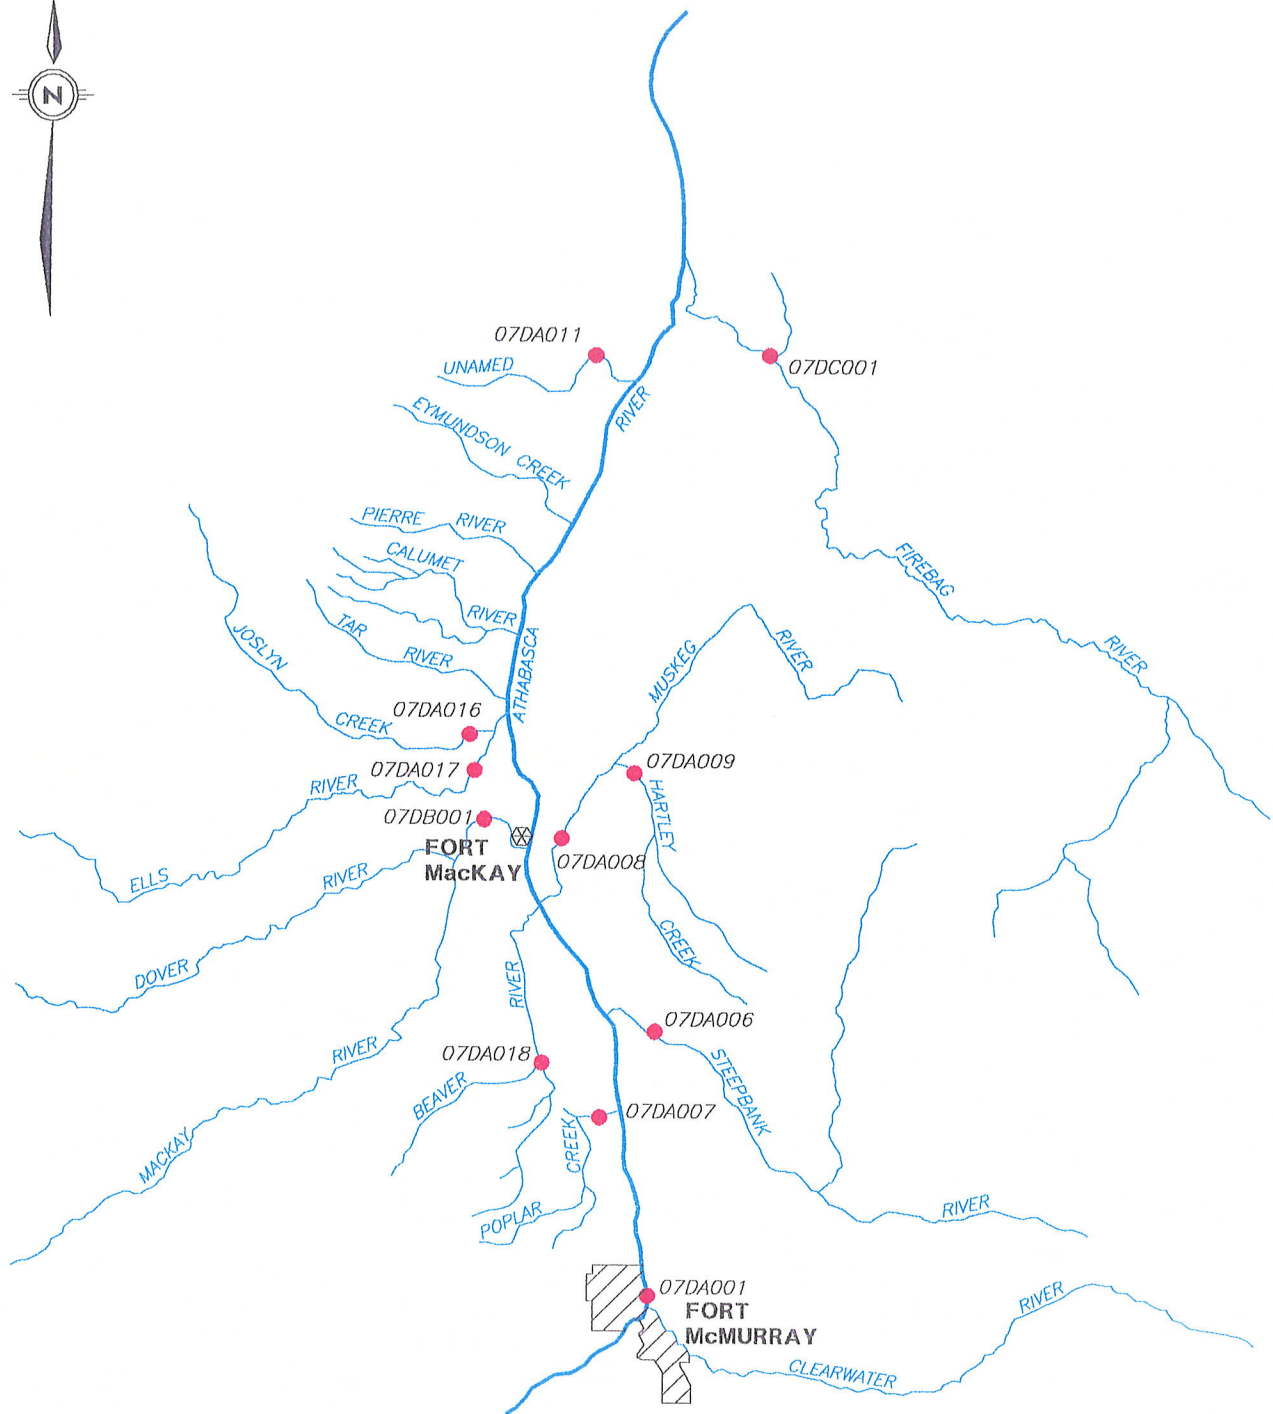 N
07DA011
UNAMED
07DC001
RIVER
EYMUNDSON CREEK
PIERRE RIVER
CALUMET
RIVER
FIREBAG
RIVER
TAR
RIVER
JOSLYN
CREEK
ATHABASCA
MUSKEG
RIVER
07DA016
07DA017
07DA009
RIVER
HARTLEY
07DB001
FORT
MacKAY
07DA008
ELLS
RIVER
CREEK
DOVER
RIVER
07DA006
RIVER
07DA018
STEEPBANK
BEAVER
07DA007
CREEK
MACKAY
POPLAR
RIVER
07DA001
FORT
McMURRAY
RIVER
CLEARWATER